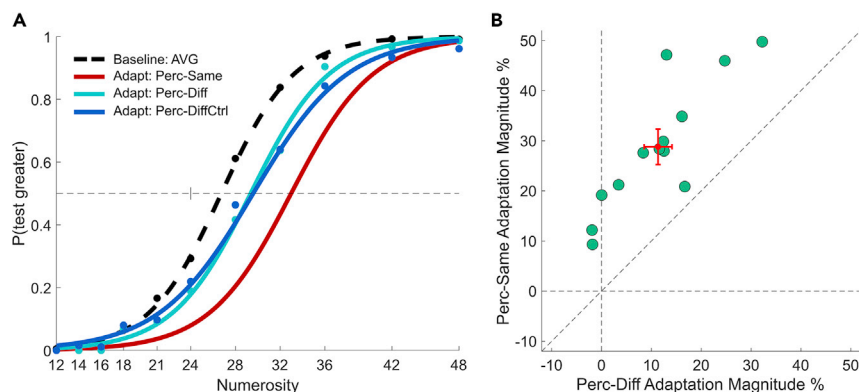 A
Baseline: AVG
Adapt: Perc-Same
Adapt: Perc-Diff
Adapt: Perc-DiffCtrl
P(test greater)
1
0.8
0.6
0.4
0.2
0
12 14 16 18 21 24 28 32 36 42 48
Numerosity
B
Perc-Same Adaptation Magnitude %
50
40
30
20
10
0
-10
-10 0 10 20 30 40 50
Perc-Diff Adaptation Magnitude %